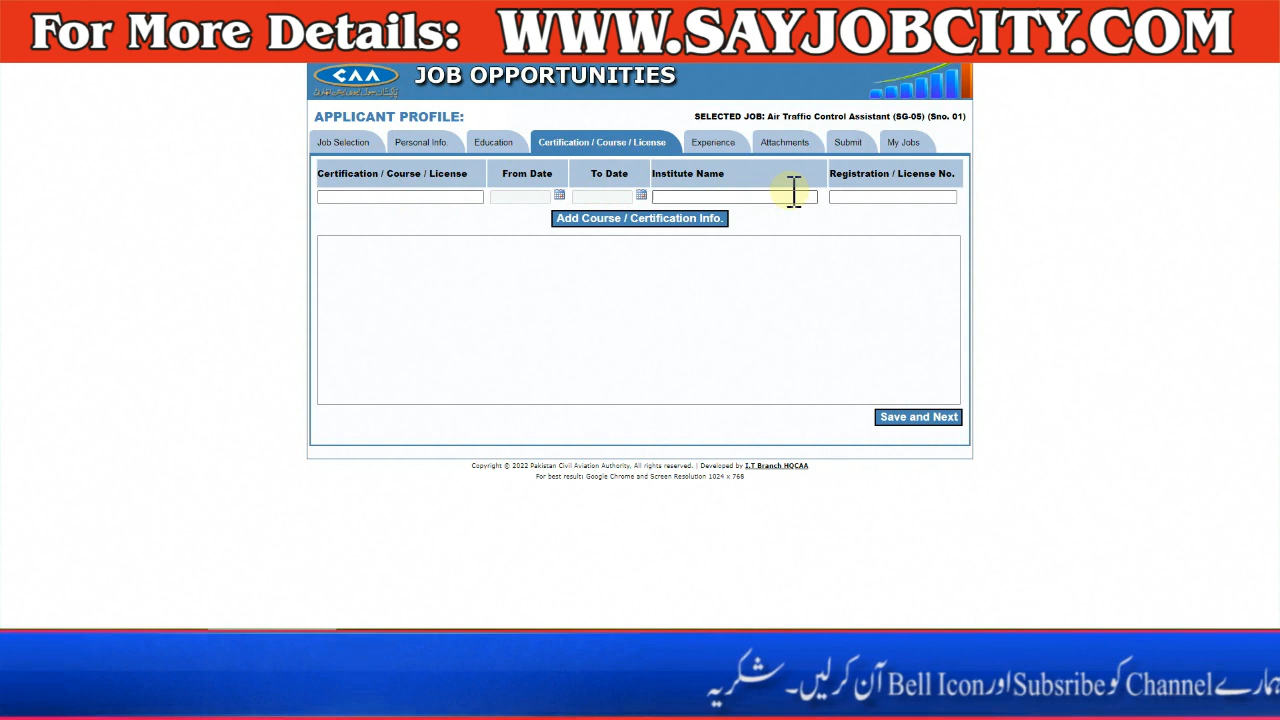 For More Details: WWW.SAYJOBCITY.COM
CAA JOB OPPORTUNITIES
APPLICANT PROFILE:
SELECTED JOB: Air Traffic Control Assistant (SG-05) (Sno. 01)
Job Selection Personal Info. Education Certification / Course / License Experience Attachments Submit My Jobs
Certification / Course / License From Date To Date Institute Name Registration / License No.
Add Course / Certification Info.
Save and Next
Copyright © 2022 Pakistan Civil Aviation Authority, All rights reserved. | Developed by I.T Branch HQCAA
For best result: Google Chrome and Screen Resolution 1024 x 768
ہمارے Channel کو Subsribe اور Bell Icon آن کرلیں۔ شکریہ